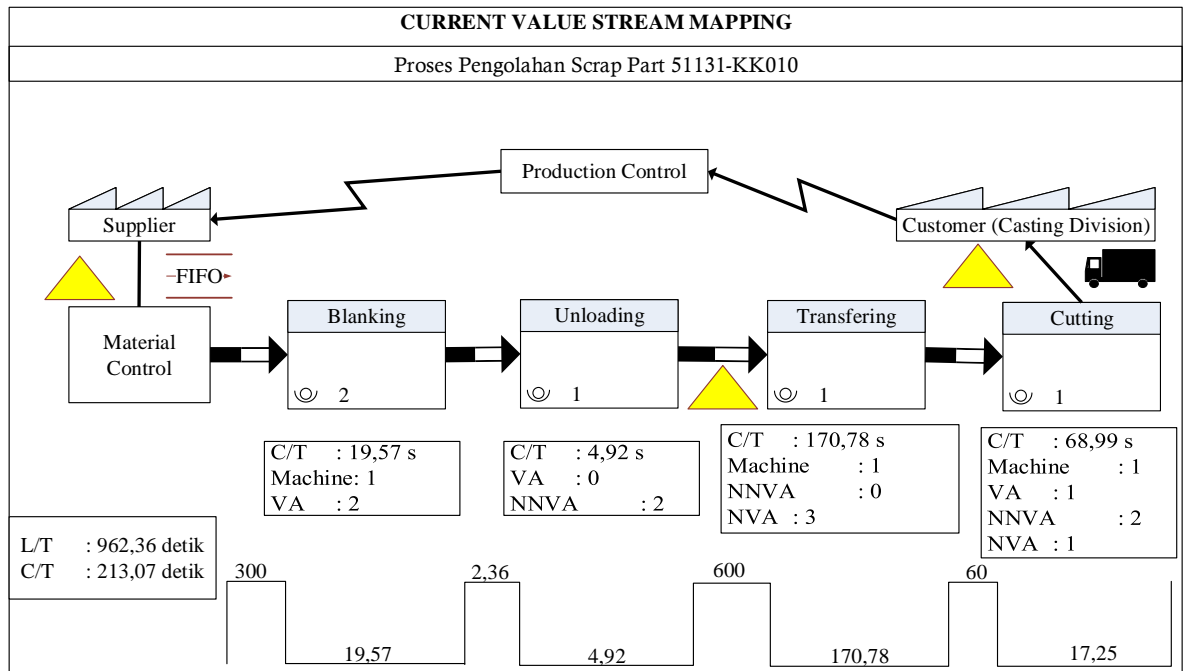 CURRENT VALUE STREAM MAPPING
Proses Pengolahan Scrap Part 51131-KK010
Production Control
Supplier
Customer (Casting Division)
FIFO
Material
Control
Blanking
2
Unloading
1
Transfering
1
Cutting
1
C/T : 19,57 s
Machine: 1
VA : 2
C/T : 4,92 s
VA : 0
NNVA : 2
C/T : 170,78 s
Machine : 1
NNVA : 0
NVA : 3
C/T : 68,99 s
Machine : 1
VA : 1
NNVA : 2
NVA : 1
L/T : 962,36 detik
C/T : 213,07 detik
300
2,36
600
60
19,57
4,92
170,78
17,25